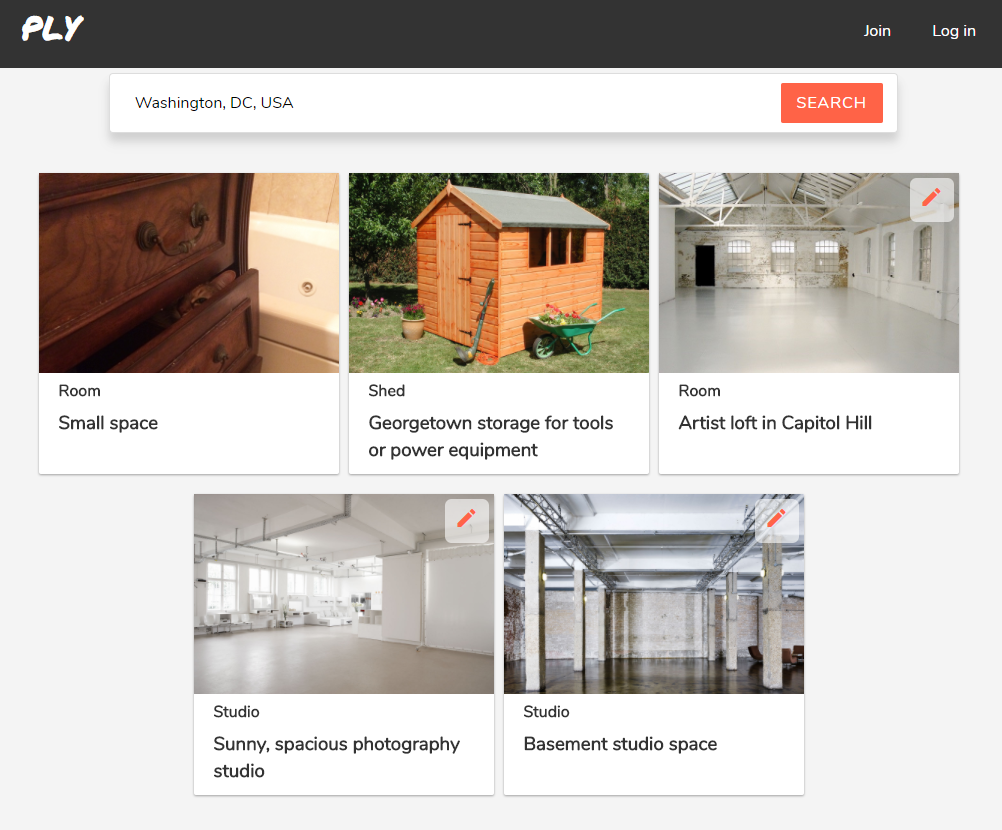 PLY
Join
Log in
Washington, DC, USA
SEARCH
Room
Small space
Shed
Georgetown storage for tools
or power equipment
Room
Artist loft in Capitol Hill
Studio
Sunny, spacious photography
studio
Studio
Basement studio space